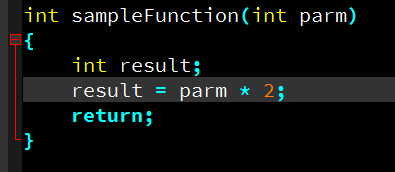 int sampleFunction(int parm)
{
    int result;
    result = parm * 2;
    return;
}